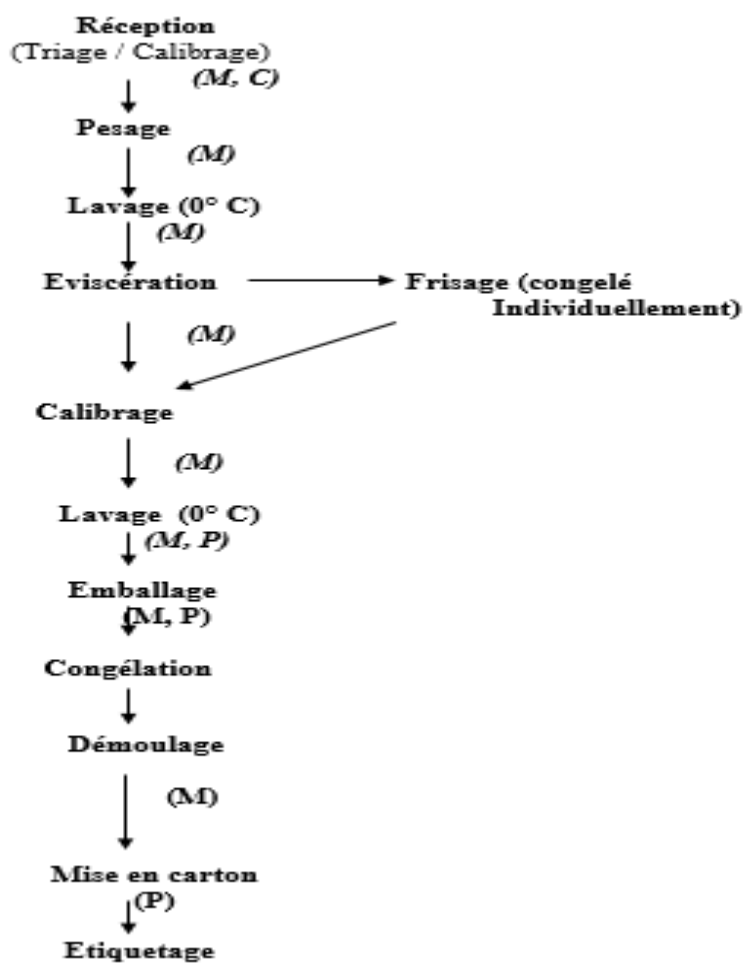 Réception
(Triage / Calibrage)
(M, C)
Pesage
(M)
Lavage (0° C)
(M)
Eviscération
Frisage (congelé
Individuellement)
(M)
Calibrage
(M)
Lavage (0° C)
(M, P)
Emballage
(M, P)
Congélation
Démoulage
(M)
Mise en carton
(P)
Etiquetage